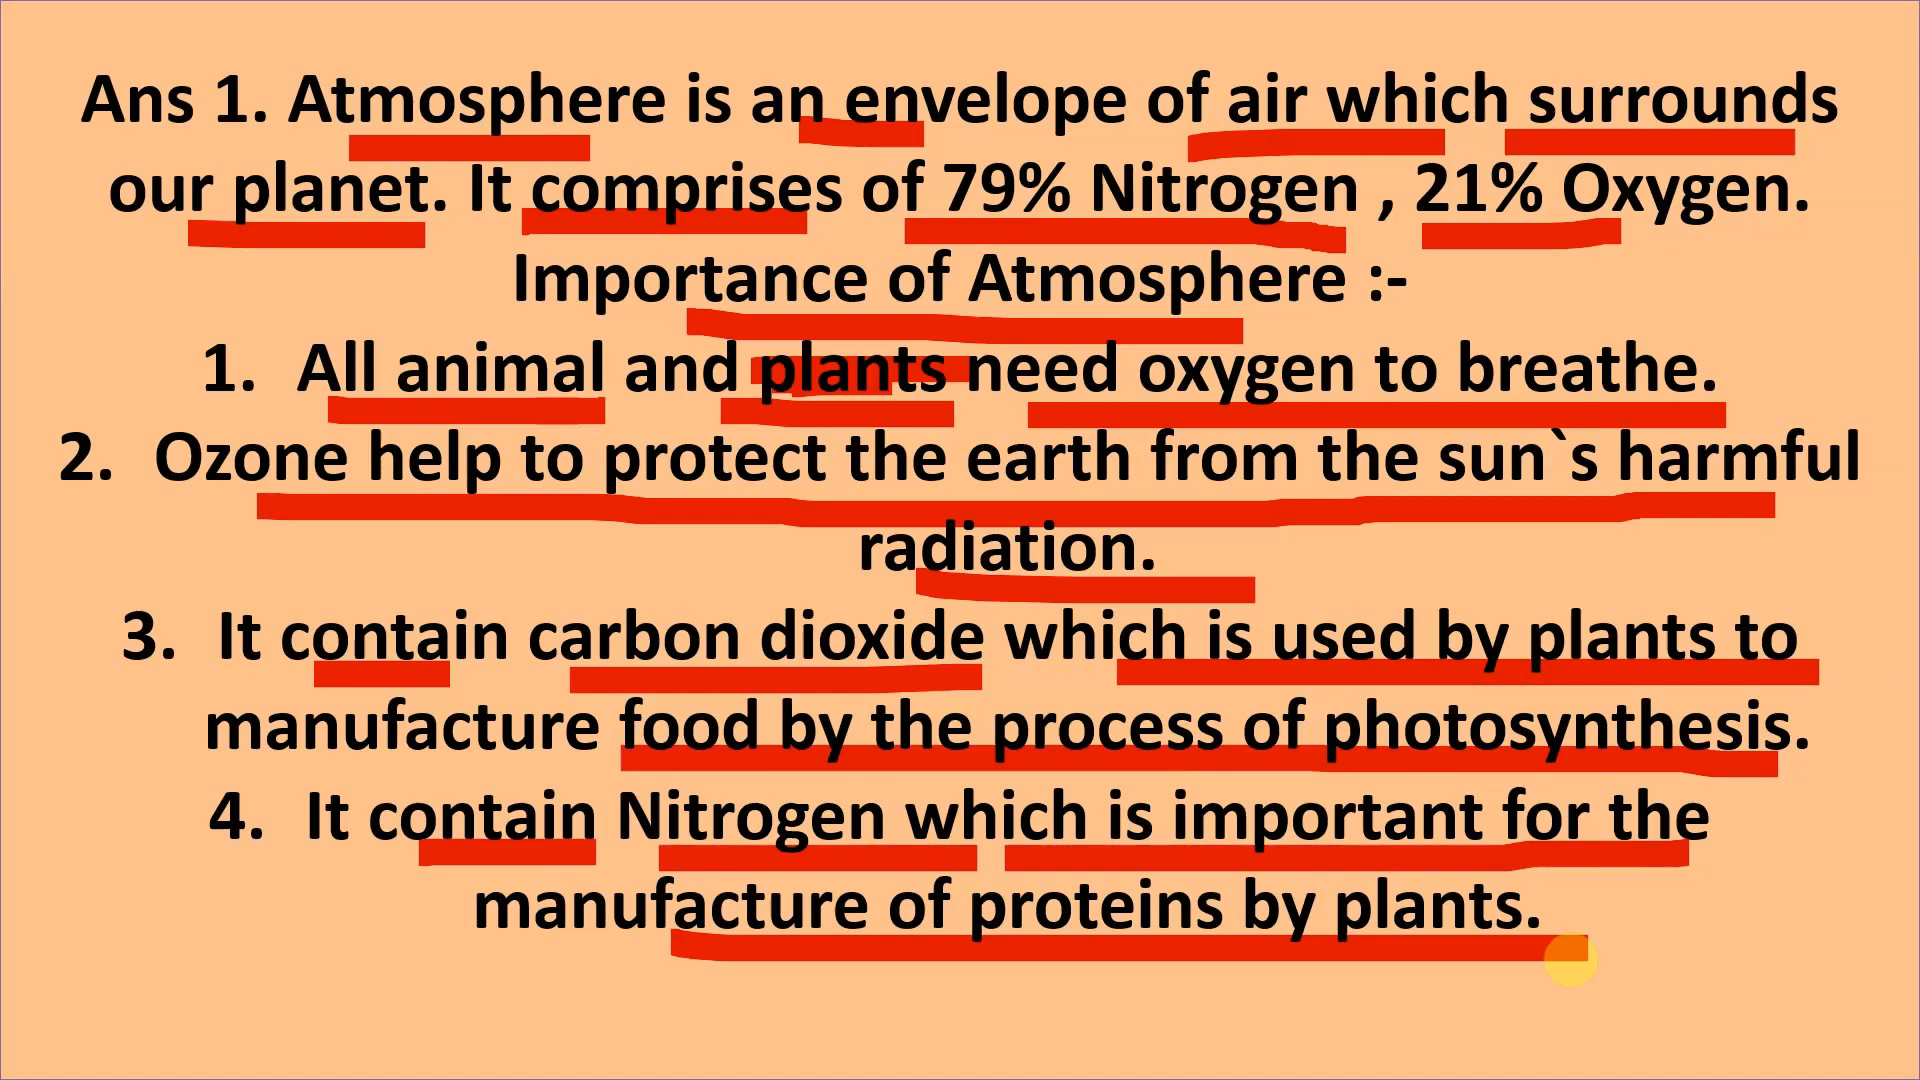 Ans 1. Atmosphere is an envelope of air which surrounds
our planet. It comprises of 79% Nitrogen , 21% Oxygen.
Importance of Atmosphere :-
1. All animal and plants need oxygen to breathe.
2. Ozone help to protect the earth from the sun`s harmful
radiation.
3. It contain carbon dioxide which is used by plants to
manufacture food by the process of photosynthesis.
4. It contain Nitrogen which is important for the
manufacture of proteins by plants.